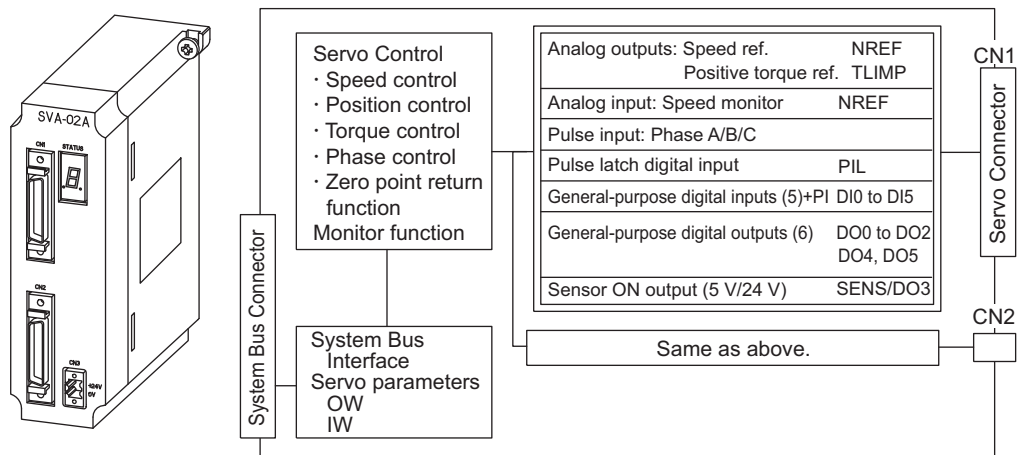 SVA-02A
CN1
STATUS
CN2
CN3
+24V
0V
System Bus Connector
Servo Control
· Speed control
· Position control
· Torque control
· Phase control
· Zero point return
function
Monitor function
System Bus
Interface
Servo parameters
OW
IW
Analog outputs: Speed ref. NREF
Positive torque ref. TLIMP
Analog input: Speed monitor NREF
Pulse input: Phase A/B/C
Pulse latch digital input PIL
General-purpose digital inputs (5)+PI DI0 to DI5
General-purpose digital outputs (6) DO0 to DO2
DO4, DO5
Sensor ON output (5 V/24 V) SENS/DO3
Same as above.
CN1
Servo Connector
CN2